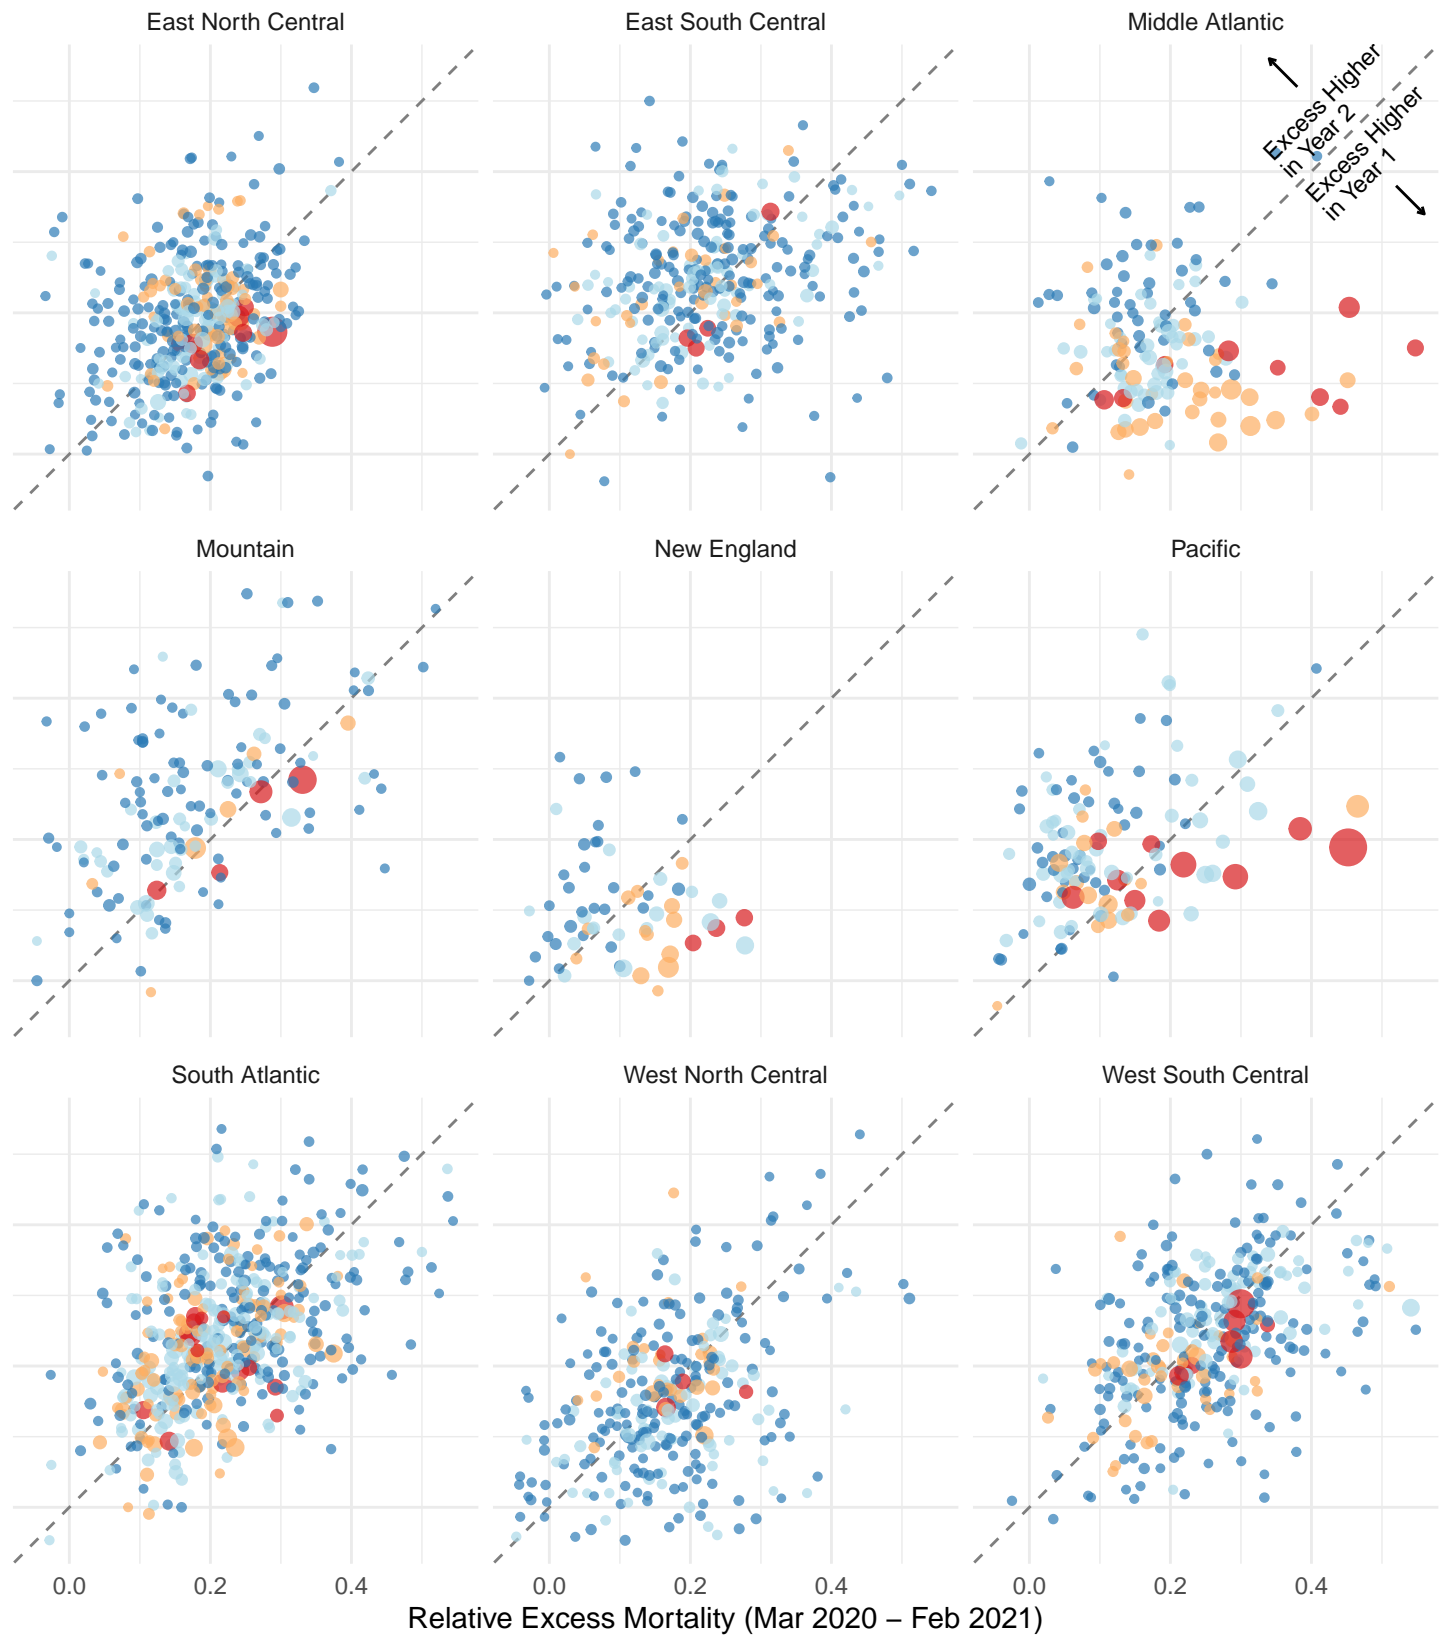 East North Central
East South Central
Middle Atlantic
Excess Higher
in Year 2
Excess Higher
in Year 1
Mountain
New England
Pacific
South Atlantic
West North Central
West South Central
0.0 0.2 0.4
0.0 0.2 0.4
0.0 0.2 0.4
Relative Excess Mortality (Mar 2020 – Feb 2021)